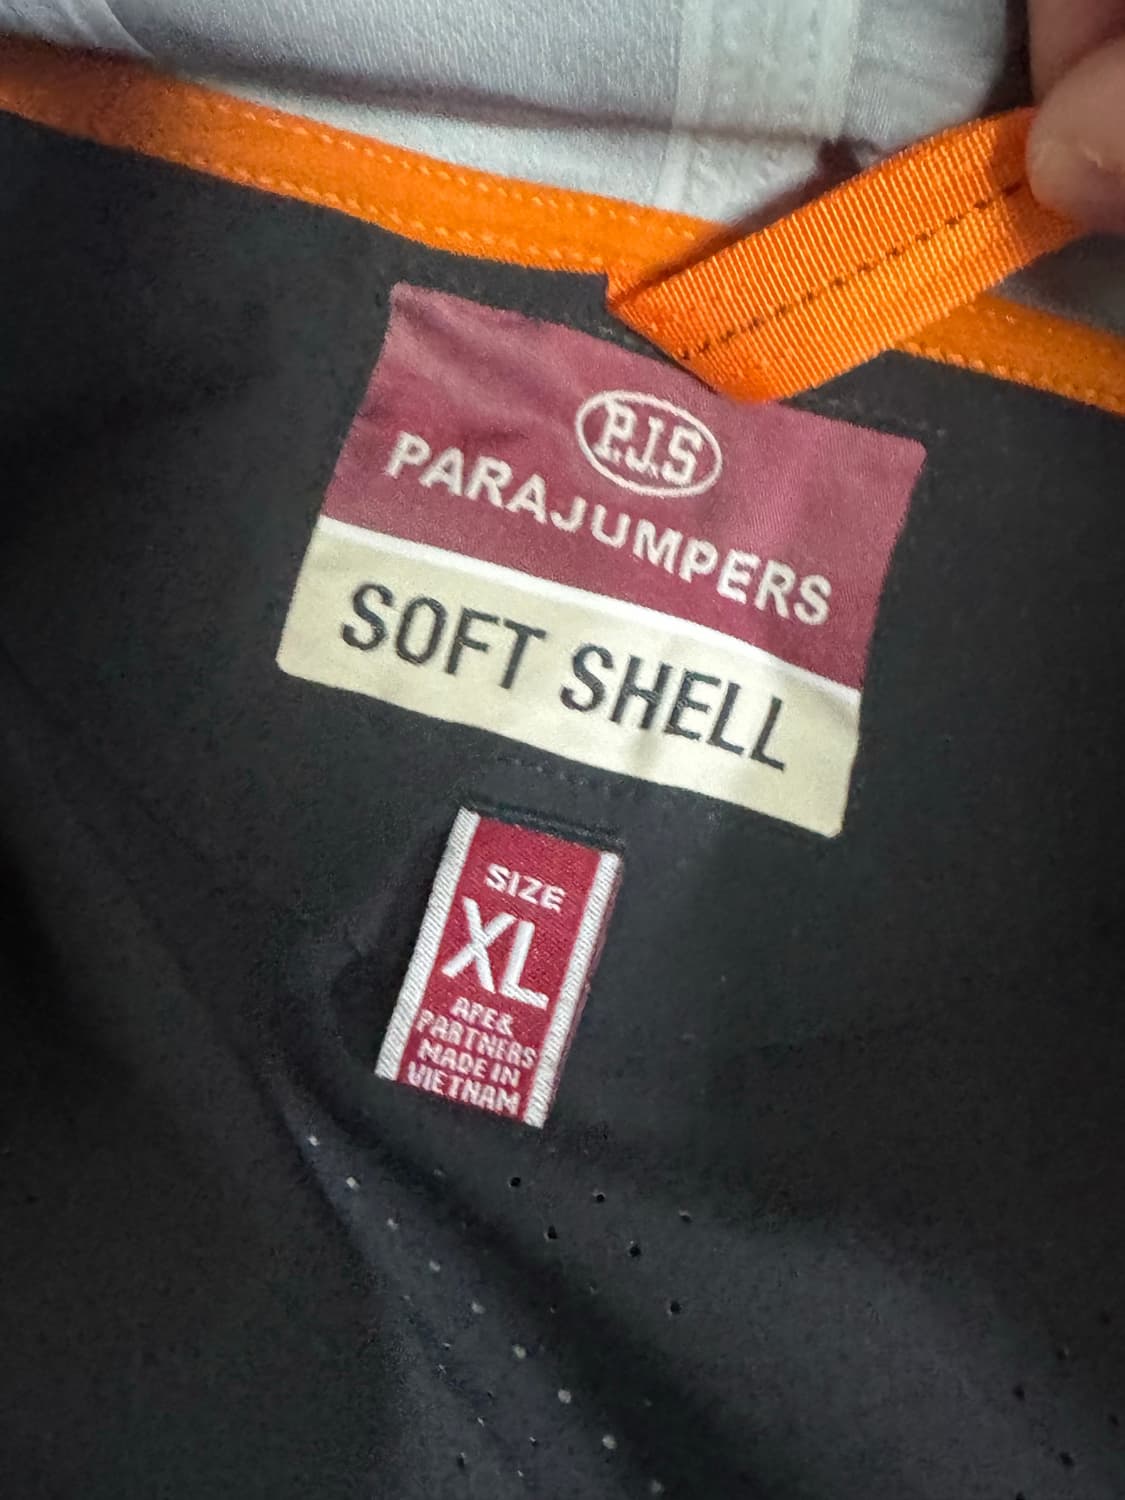 P.J.S
PARAJUMPERS
SOFT SHELL
SIZE
XL
APE&
PARTNERS
MADE IN
VIETNAM